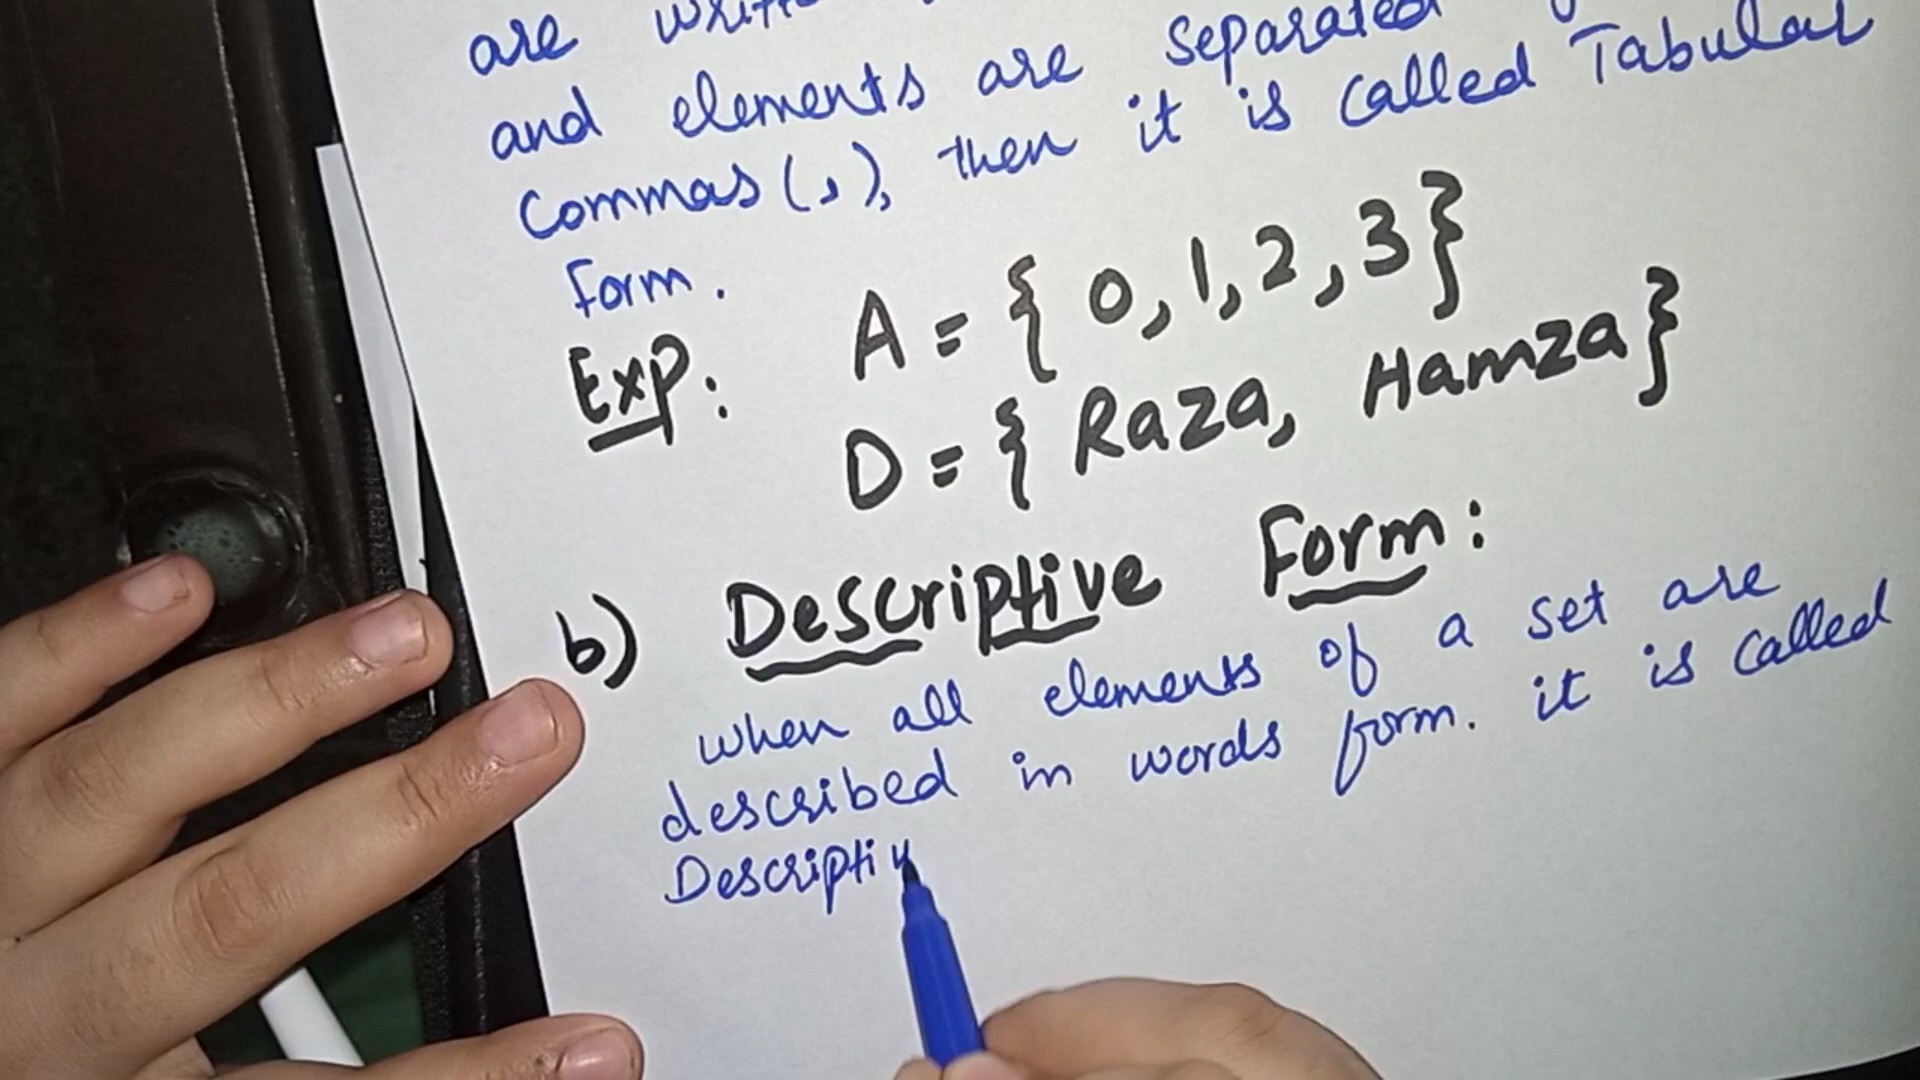 are
and elements are separated
Commas (,), then it is called Tabular
Form.
Exp: A = { 0, 1, 2, 3 }
D = { Raza, Hamza }
b) Descriptive Form:
when all elements of a set are
described in words form. it is called
Descriptiv